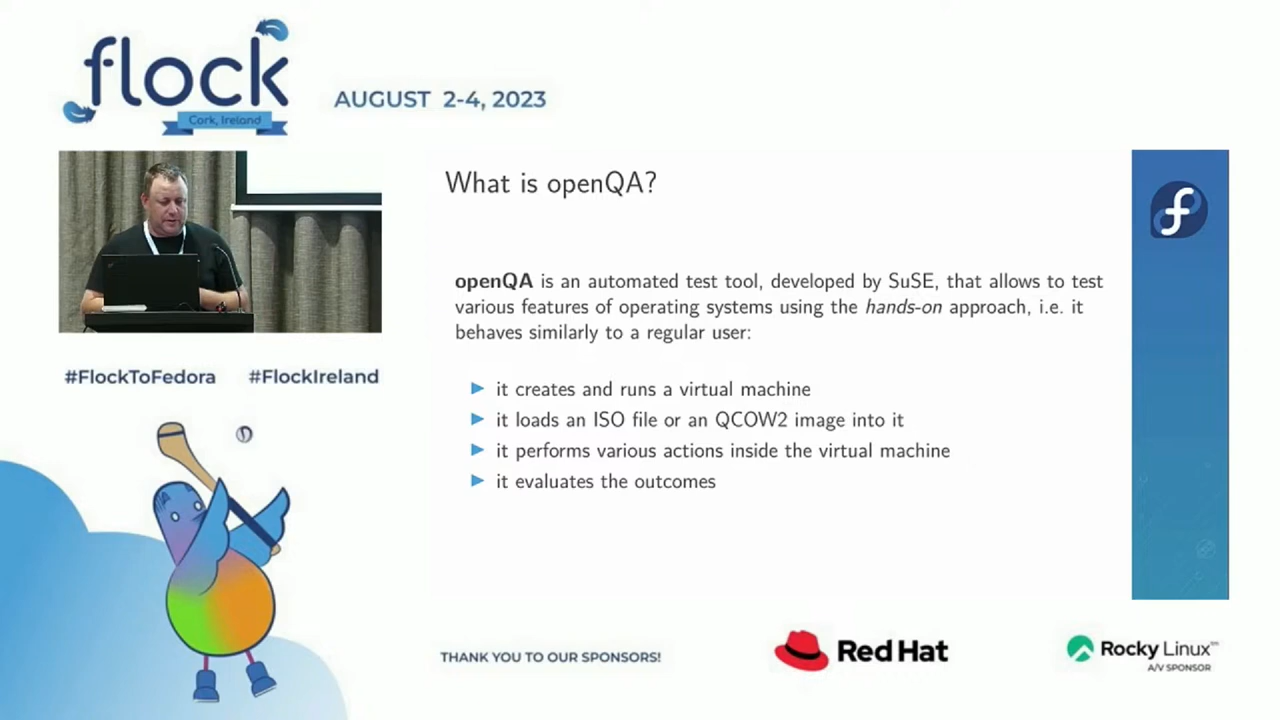 flock
Cork, Ireland
AUGUST 2-4, 2023
What is openQA?
openQA is an automated test tool, developed by SuSE, that allows to test
various features of operating systems using the hands-on approach, i.e. it
behaves similarly to a regular user:
it creates and runs a virtual machine
it loads an ISO file or an QCOW2 image into it
it performs various actions inside the virtual machine
it evaluates the outcomes
#FlockToFedora #FlockIreland
THANK YOU TO OUR SPONSORS!
Red Hat
Rocky Linux™
A/V SPONSOR